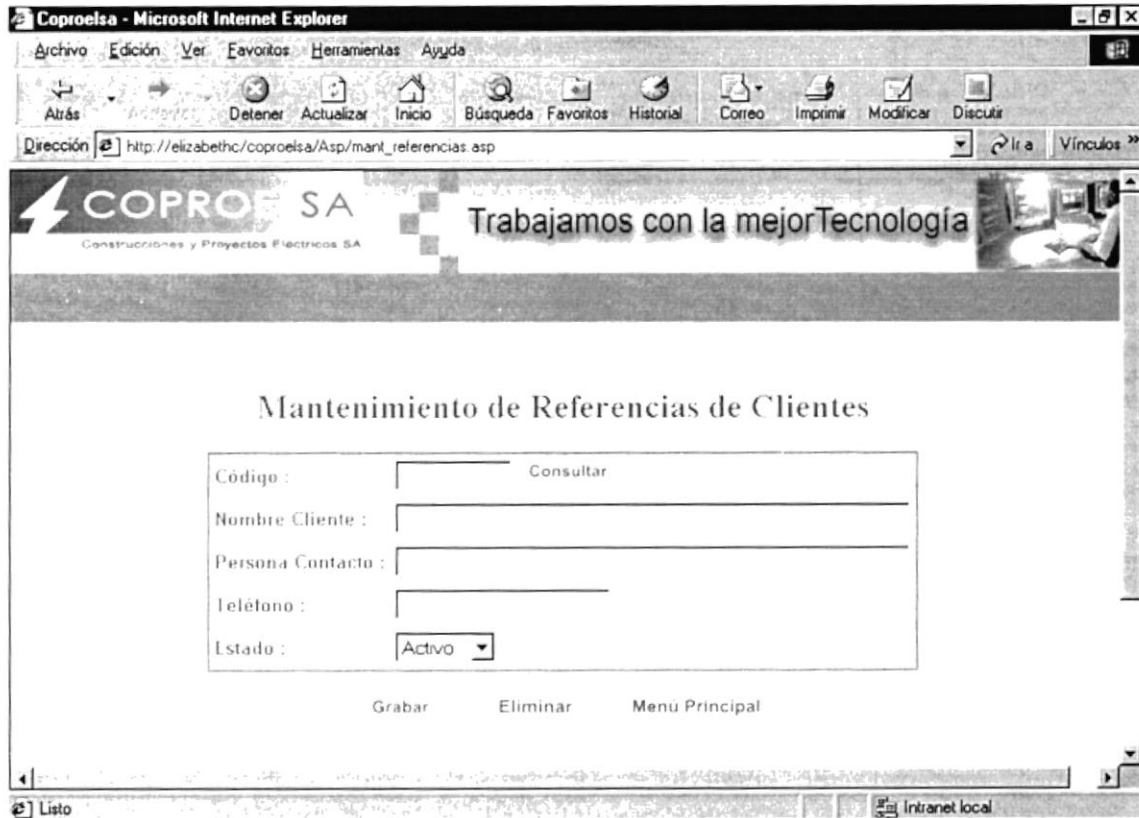 Coproelsa - Microsoft Internet Explorer
Archivo Edición Ver Favoritos Herramientas Ayuda
Atrás Detener Actualizar Inicio Búsqueda Favoritos Historial Correo Imprimir Modificar Discutir
Dirección http://elizabethc/coproelsa/Asp/mant_referencias.asp Ir a Vínculos »
COPROE SA
Construcciones y Proyectos Eléctricos SA
Trabajamos con la mejorTecnología
Mantenimiento de Referencias de Clientes
Código : Consultar
Nombre Cliente :
Persona Contacto :
Teléfono :
Estado : Activo
Grabar Eliminar Menú Principal
Listo Intranet local